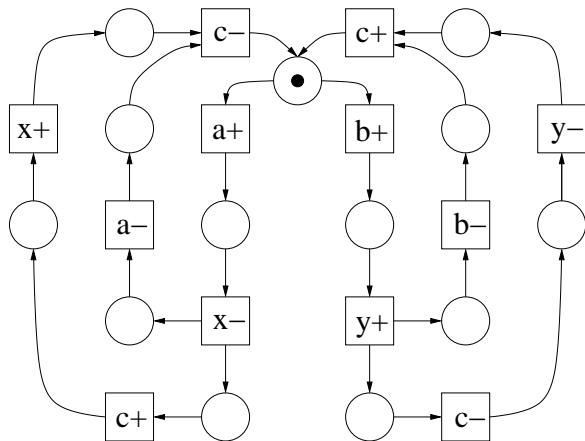 c− c+
x+ a+ b+ y−
a− b−
x− y+
c+ c−